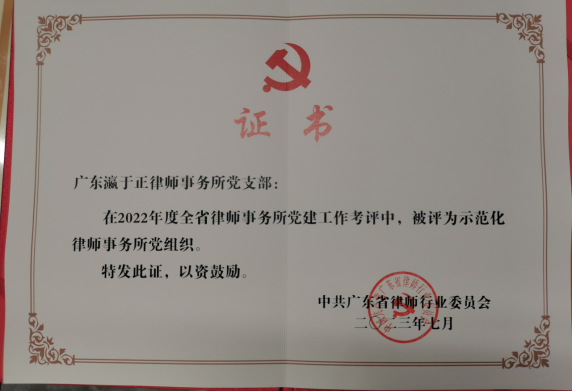 证书
广东瀛于正律师事务所党支部：
在2022年度全省律师事务所党建工作考评中，被评为示范化
律师事务所党组织。
特发此证，以资鼓励。
中共广东省律师行业委员会
二〇二三年七月